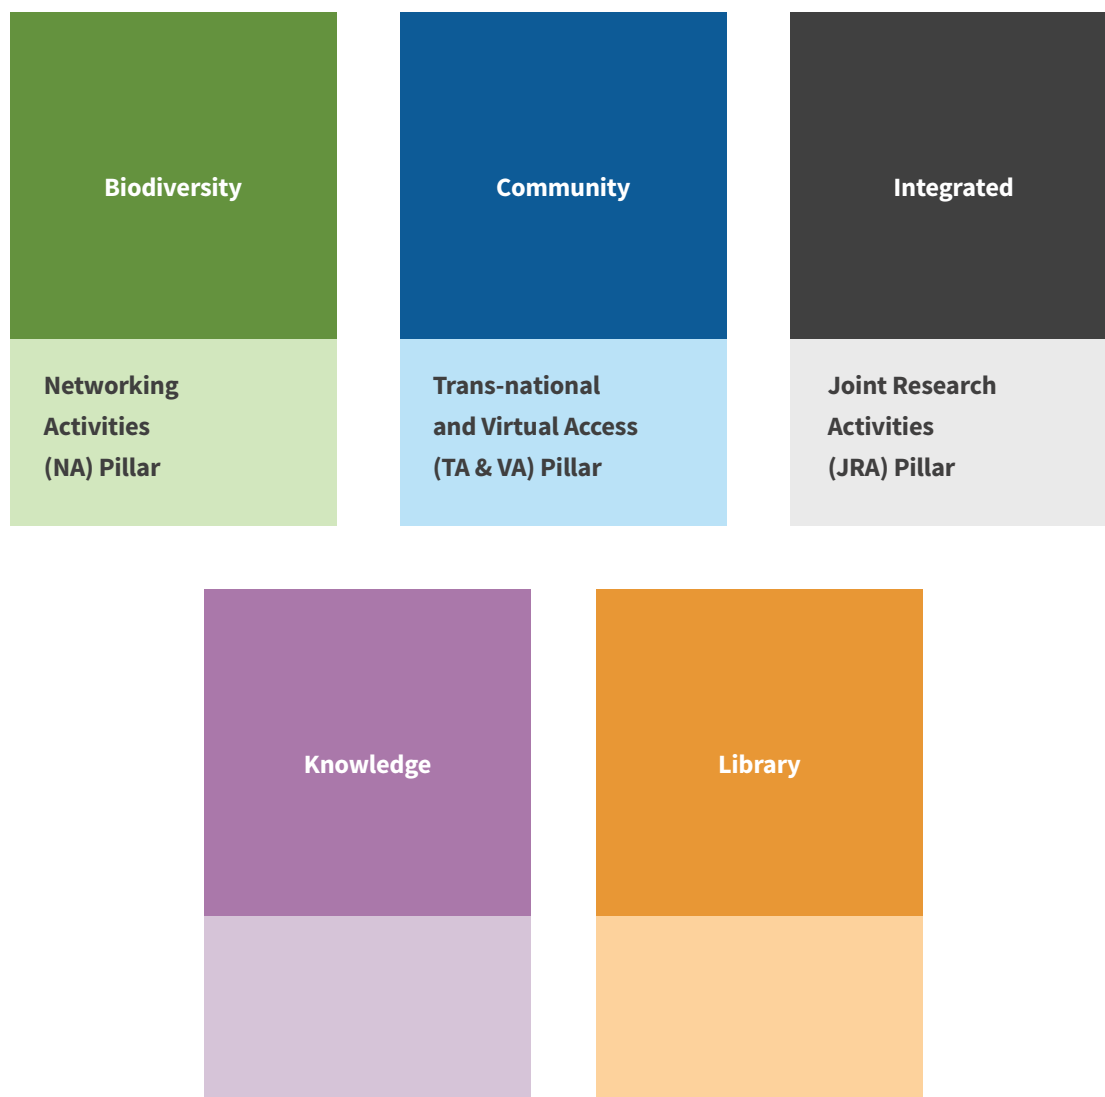 Biodiversity
Community
Integrated
Networking
Activities
(NA) Pillar
Trans-national
and Virtual Access
(TA & VA) Pillar
Joint Research
Activities
(JRA) Pillar
Knowledge
Library